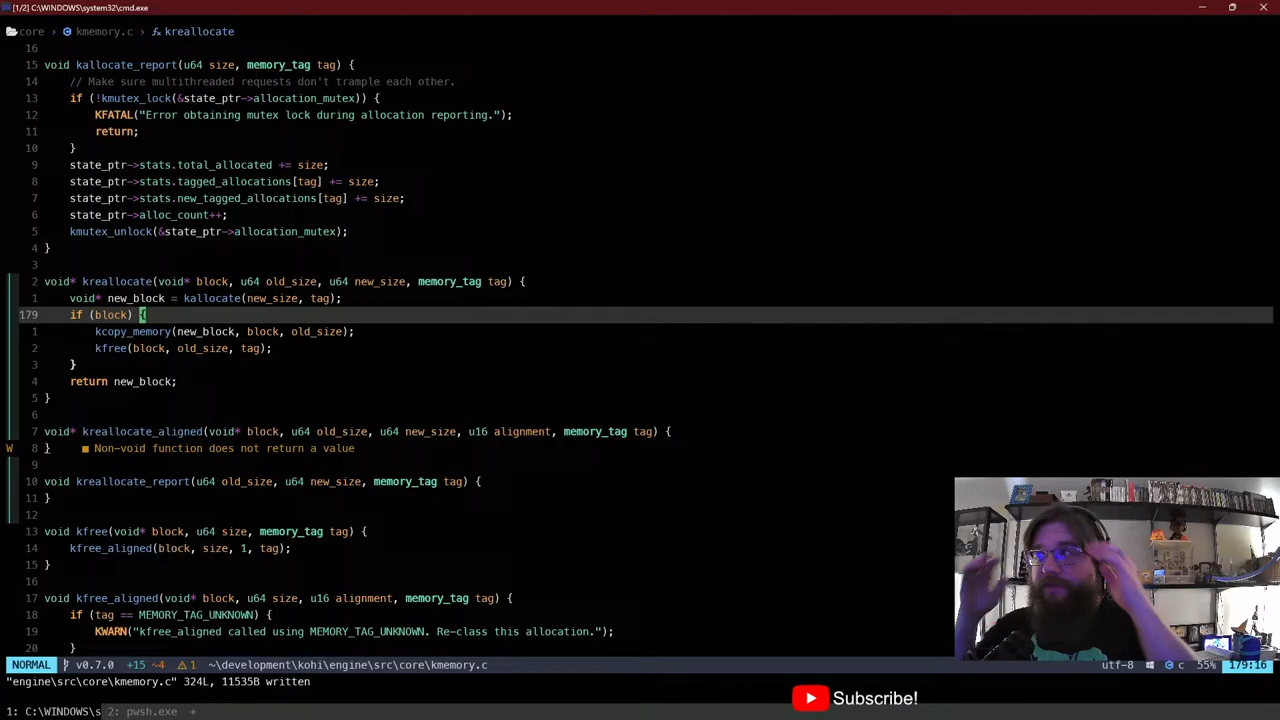 [1/2] C:\WINDOWS\system32\cmd.exe
core › kmemory.c › kreallocate
16
15 void kallocate_report(u64 size, memory_tag tag) {
14 // Make sure multithreaded requests don't trample each other.
13 if (!kmutex_lock(&state_ptr->allocation_mutex)) {
12 KFATAL("Error obtaining mutex lock during allocation reporting.");
11 return;
10 }
9 state_ptr->stats.total_allocated += size;
8 state_ptr->stats.tagged_allocations[tag] += size;
7 state_ptr->stats.new_tagged_allocations[tag] += size;
6 state_ptr->alloc_count++;
5 kmutex_unlock(&state_ptr->allocation_mutex);
4 }
3
2 void* kreallocate(void* block, u64 old_size, u64 new_size, memory_tag tag) {
1 void* new_block = kallocate(new_size, tag);
179 if (block) {
1 kcopy_memory(new_block, block, old_size);
2 kfree(block, old_size, tag);
3 }
4 return new_block;
5 }
6
7 void* kreallocate_aligned(void* block, u64 old_size, u64 new_size, u16 alignment, memory_tag tag) {
W 8 } ■ Non-void function does not return a value
9
10 void kreallocate_report(u64 old_size, u64 new_size, memory_tag tag) {
11 }
12
13 void kfree(void* block, u64 size, memory_tag tag) {
14 kfree_aligned(block, size, 1, tag);
15 }
16
17 void kfree_aligned(void* block, u64 size, u16 alignment, memory_tag tag) {
18 if (tag == MEMORY_TAG_UNKNOWN) {
19 KWARN("kfree_aligned called using MEMORY_TAG_UNKNOWN. Re-class this allocation.");
20 }
NORMAL v0.7.0 +15 ~4 1 ~\development\kohi\engine\src\core\kmemory.c utf-8 c 55% 179:16
"engine\src\core\kmemory.c" 324L, 11535B written
Subscribe!
1: C:\WINDOWS\s 2: pwsh.exe +